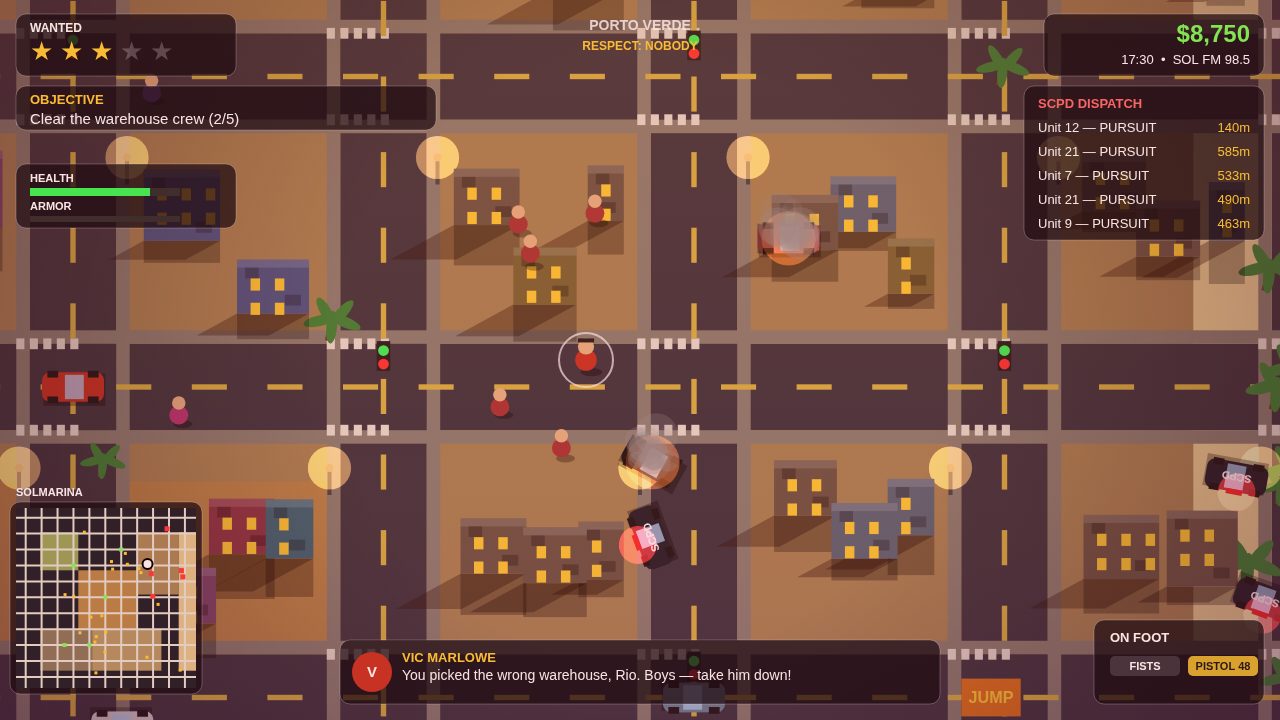 WANTED
PORTO VERDE
RESPECT: NOBODY
$8,750
17:30 • SOL FM 98.5
OBJECTIVE
Clear the warehouse crew (2/5)
SCPD DISPATCH
Unit 12 — PURSUIT 140m
Unit 21 — PURSUIT 585m
Unit 7 — PURSUIT 533m
Unit 21 — PURSUIT 490m
Unit 9 — PURSUIT 463m
HEALTH
ARMOR
SCPD
SCPD
SCPD
SOLMARINA
V
VIC MARLOWE
You picked the wrong warehouse, Rio. Boys — take him down!
ON FOOT
FISTS
PISTOL 48
JUMP